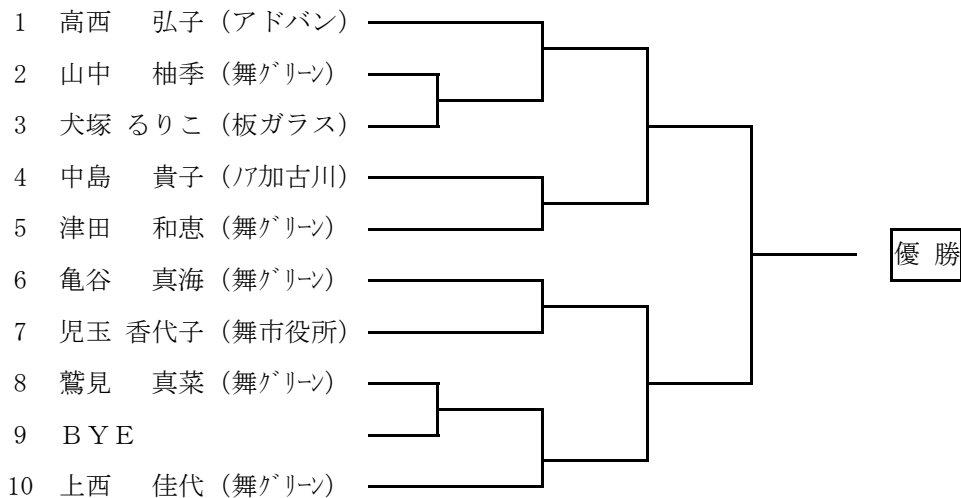 1 高西 弘子 (アドバン)
2 山中 柚季 (舞グリーン)
3 犬塚 るりこ (板ガラス)
4 中島 貴子 (ノア加古川)
5 津田 和恵 (舞グリーン)
6 亀谷 真海 (舞グリーン)
7 児玉 香代子 (舞市役所)
8 鷲見 真菜 (舞グリーン)
9 ＢＹＥ
10 上西 佳代 (舞グリーン)
優 勝